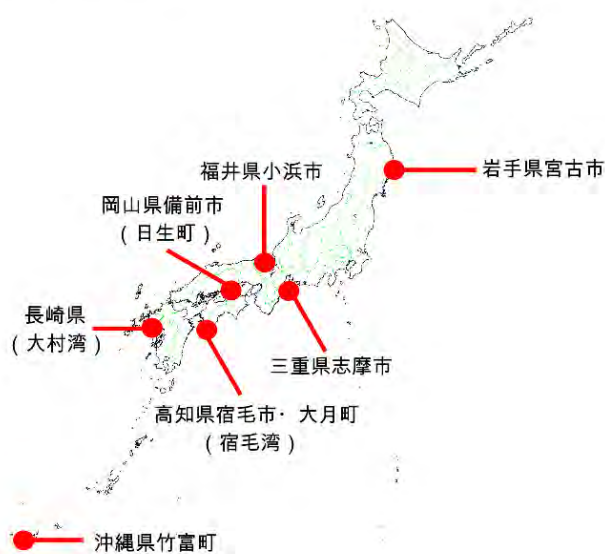 福井県小浜市
岩手県宮古市
岡山県備前市
(日生町)
長崎県
(大村湾)
三重県志摩市
高知県宿毛市・大月町
(宿毛湾)
沖縄県竹富町